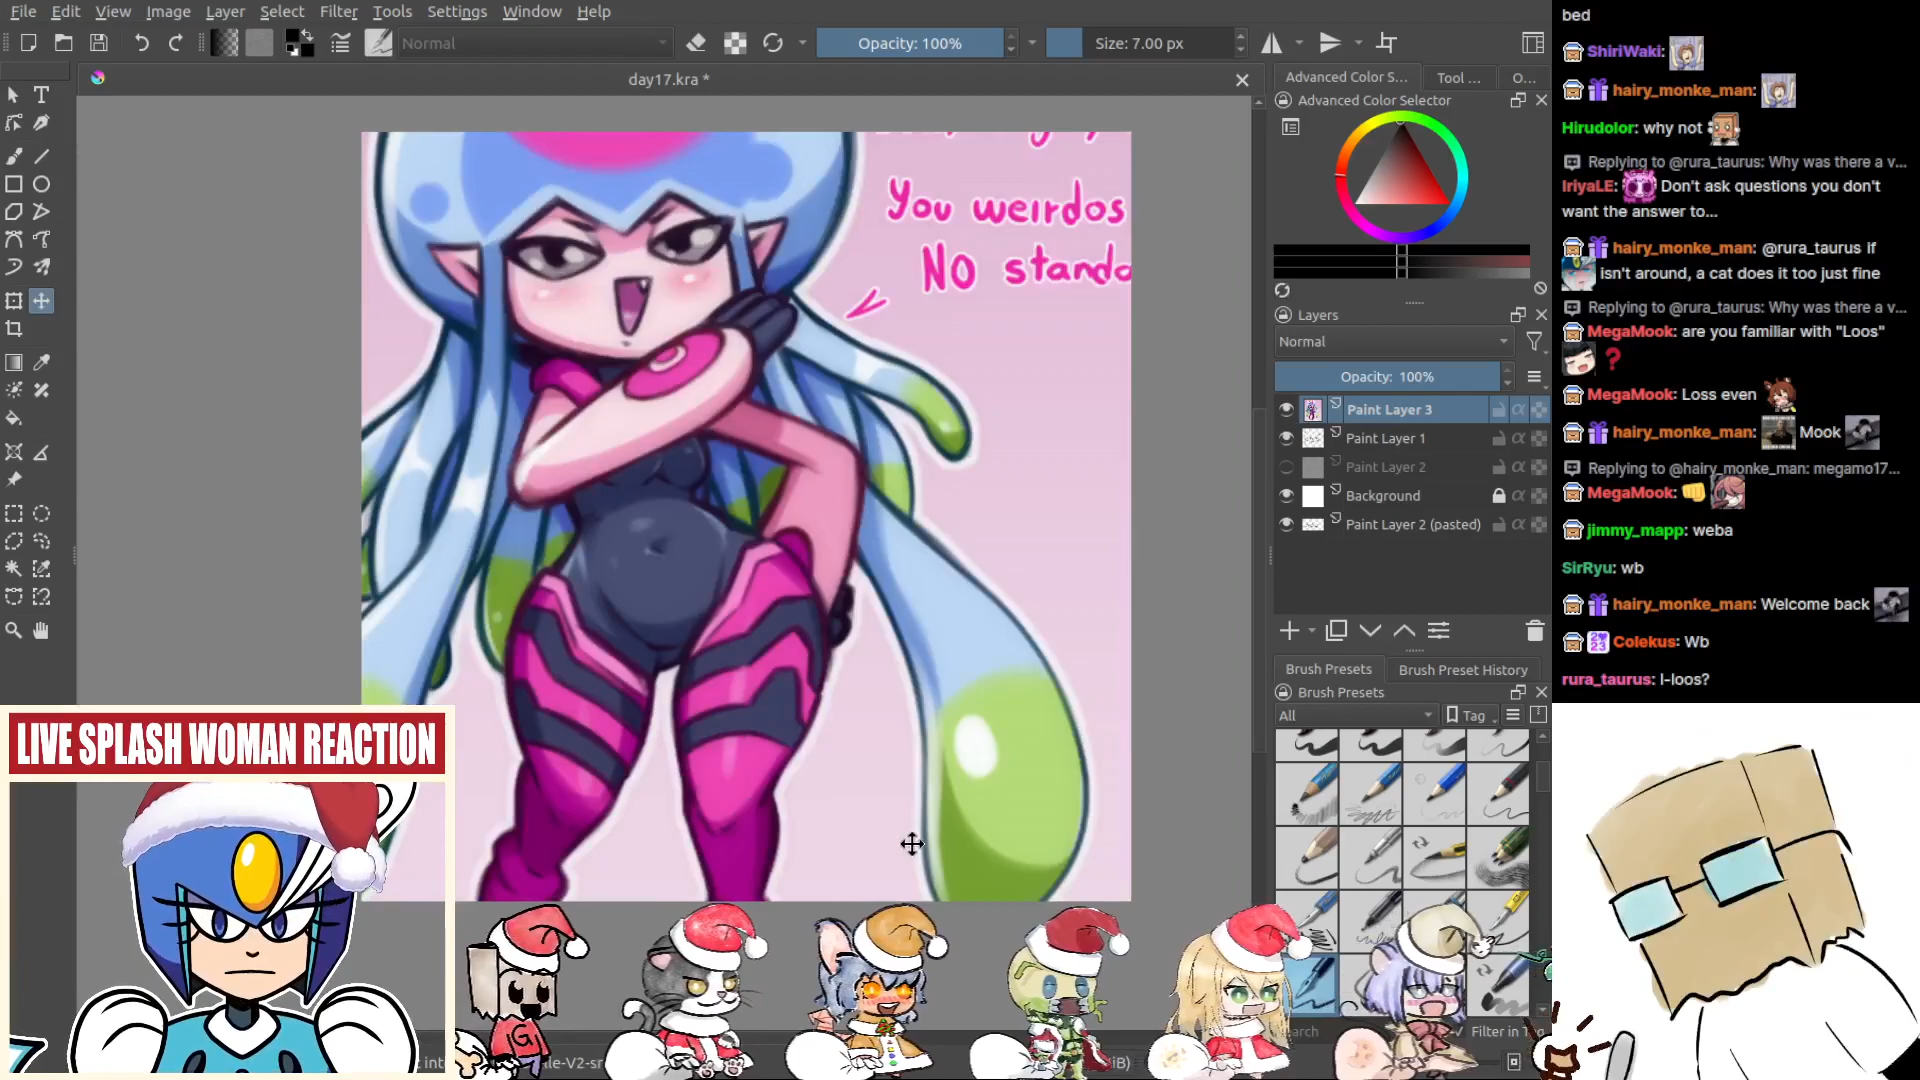 File Edit View Image Layer Select Filter Tools Settings Window Help
Normal
Opacity: 100%
Size: 7.00 px
day17.kra *
You weirdos
NO stando
LIVE SPLASH WOMAN REACTION
G
Advanced Color S...
Tool ...
O...
Advanced Color Selector
Layers
Normal
Opacity: 100%
Paint Layer 3
Paint Layer 1
Paint Layer 2
Background
Paint Layer 2 (pasted)
Brush Presets
Brush Preset History
Brush Presets
All
Tag
Filter in
bed
ShiriWaki:
hairy_monke_man:
Hirudolor: why not
Replying to @rura_taurus: Why was there a v...
IriyaLE: Don't ask questions you don't
want the answer to...
hairy_monke_man: @rura_taurus if
isn't around, a cat does it too just fine
Replying to @rura_taurus: Why was there a v...
MegaMook: are you familiar with "Loos"
MegaMook: Loss even
hairy_monke_man: Mook
Replying to @hairy_monke_man: megamo17...
MegaMook:
jimmy_mapp: weba
SirRyu: wb
hairy_monke_man: Welcome back
Colekus: Wb
rura_taurus: I-loos?